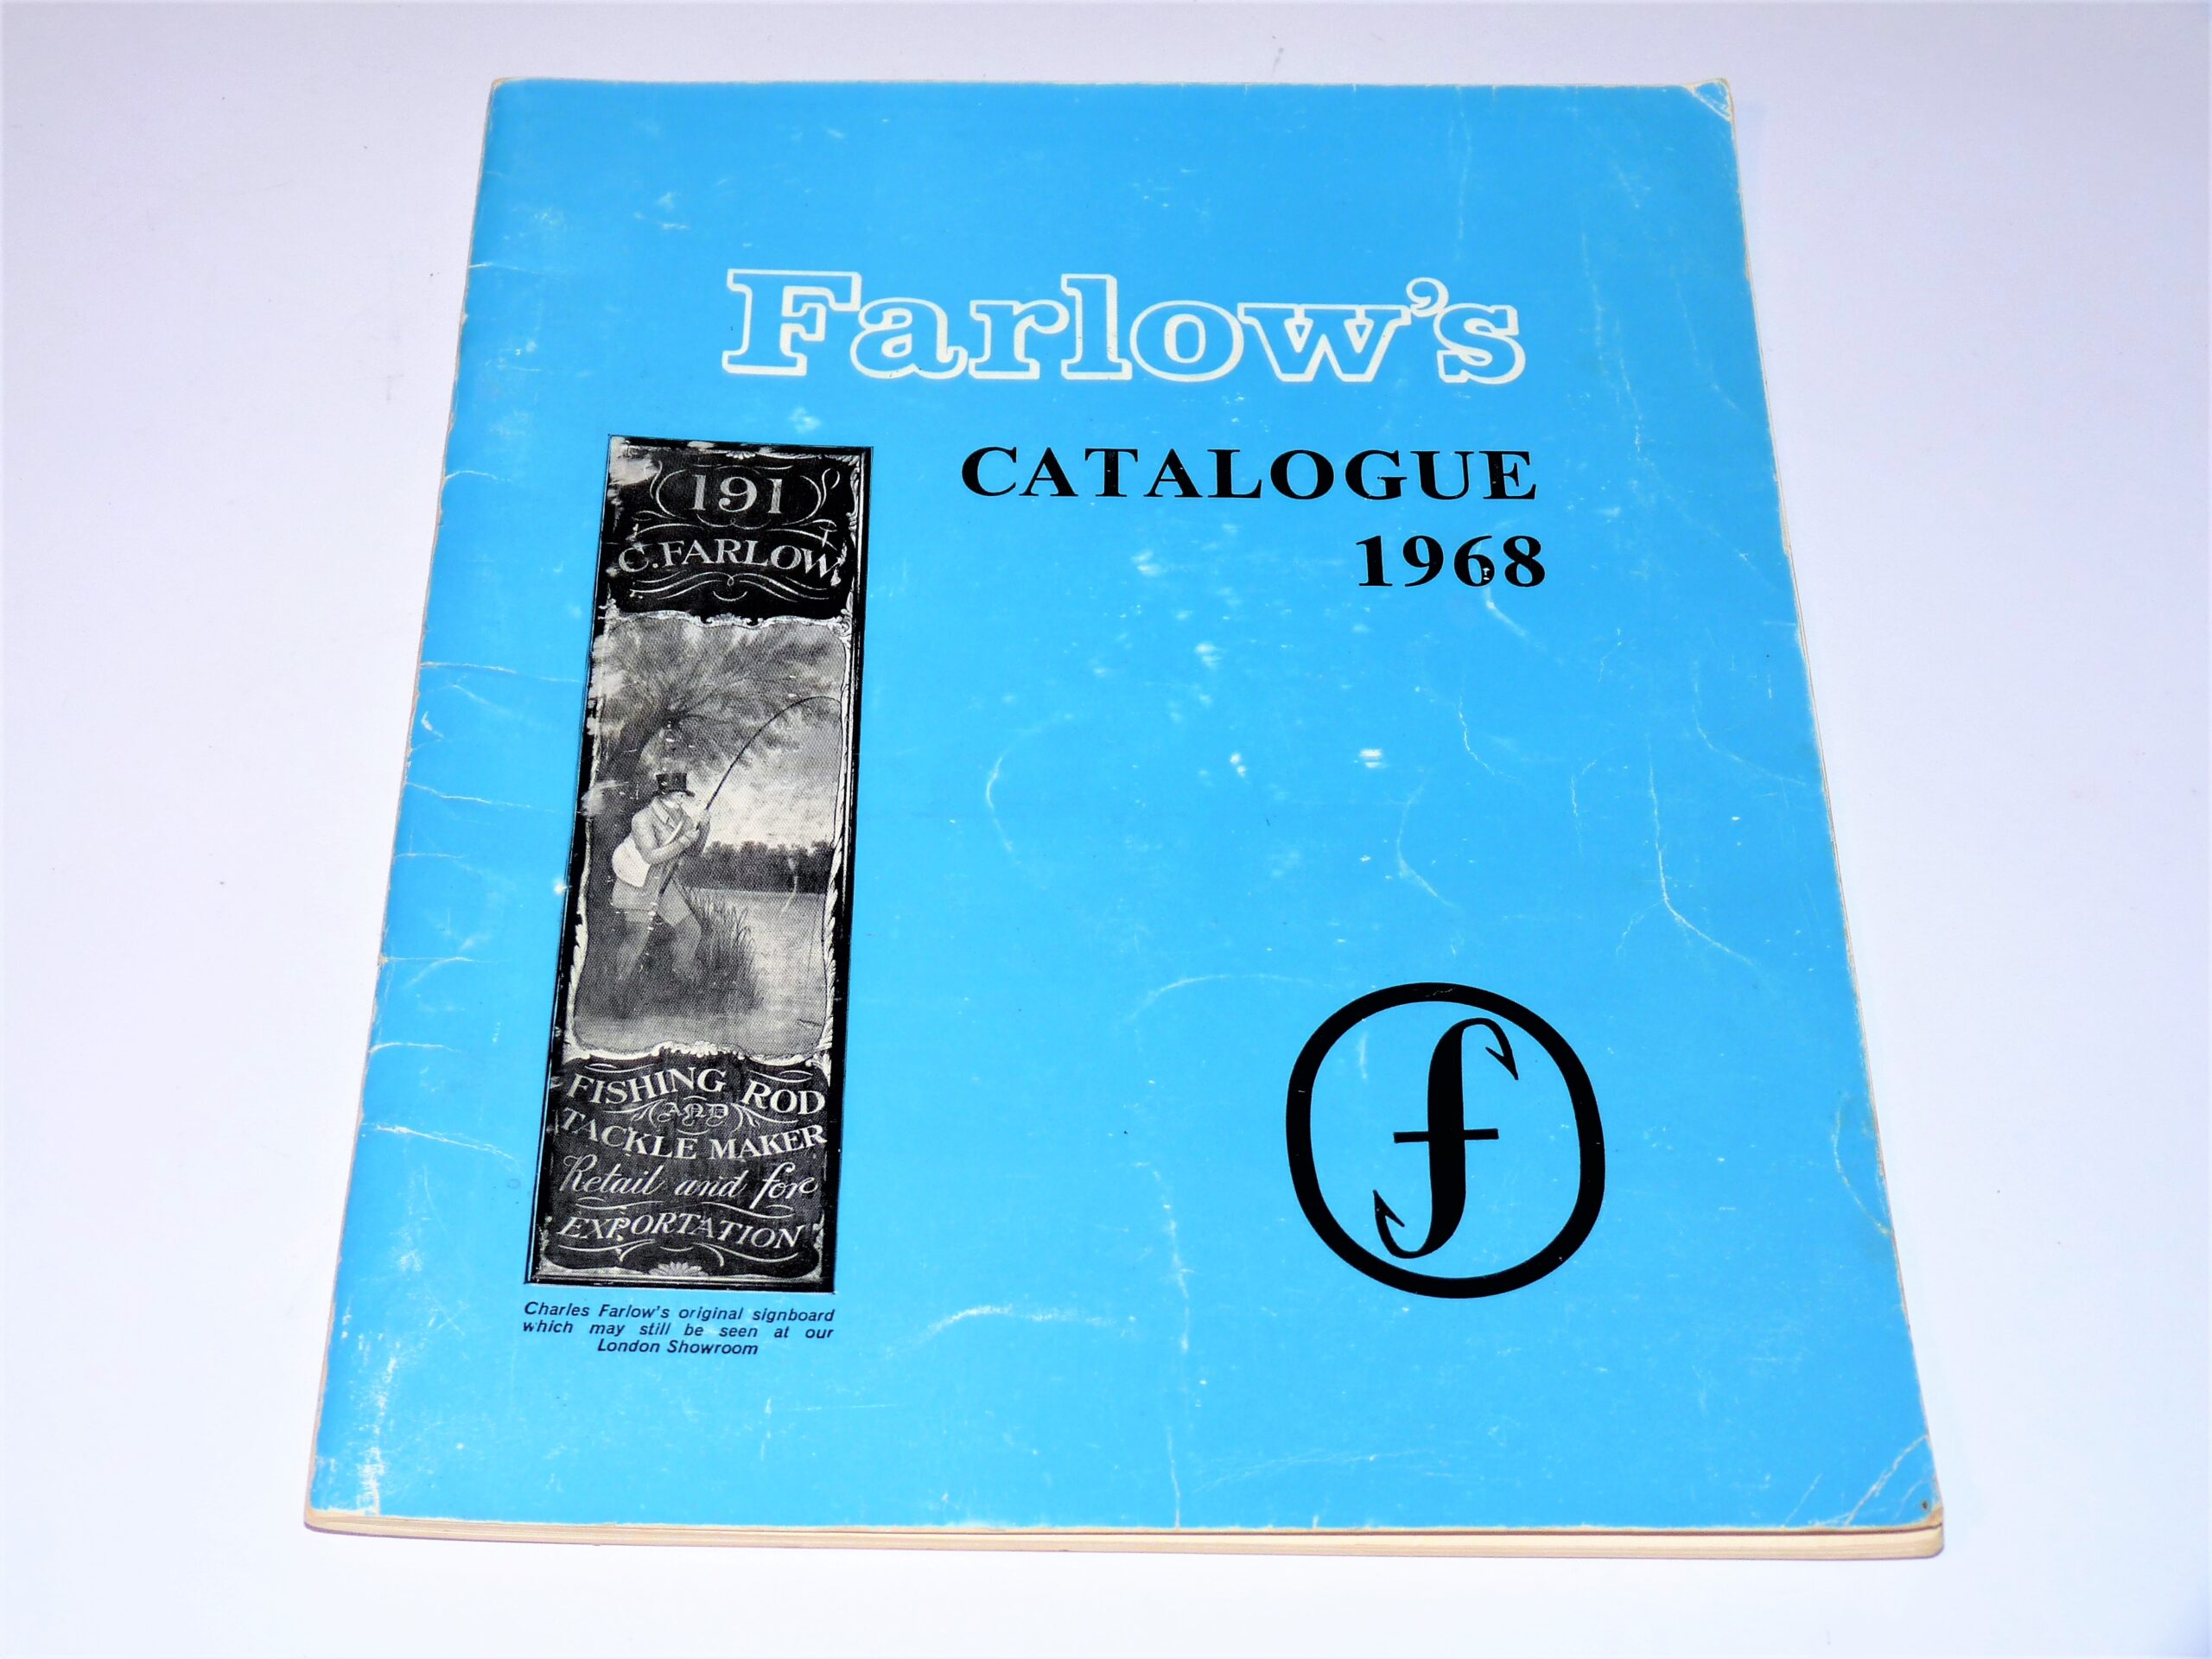 Farlow's
CATALOGUE
1968
191
C. FARLOW.
FISHING ROD
AND
TACKLE MAKER
Retail and for
EXPORTATION
Charles Farlow's original signboard
which may still be seen at our
London Showroom
f